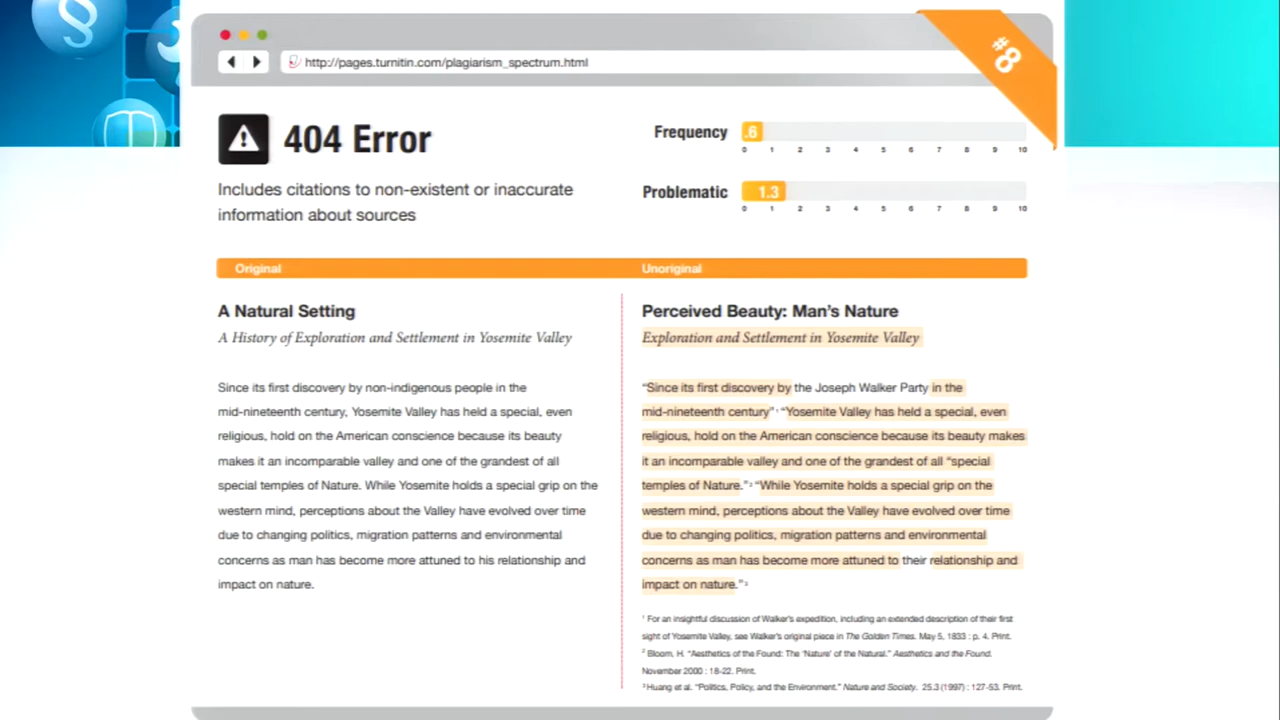 §
http://pages.turnitin.com/plagiarism_spectrum.html
#8
404 Error
Includes citations to non-existent or inaccurate
information about sources
Frequency
.6
0 1 2 3 4 5 6 7 8 9 10
Problematic
1.3
0 1 2 3 4 5 6 7 8 9 10
Original
A Natural Setting
A History of Exploration and Settlement in Yosemite Valley
Since its first discovery by non-indigenous people in the
mid-nineteenth century, Yosemite Valley has held a special, even
religious, hold on the American conscience because its beauty
makes it an incomparable valley and one of the grandest of all
special temples of Nature. While Yosemite holds a special grip on the
western mind, perceptions about the Valley have evolved over time
due to changing politics, migration patterns and environmental
concerns as man has become more attuned to his relationship and
impact on nature.
Unoriginal
Perceived Beauty: Man's Nature
Exploration and Settlement in Yosemite Valley
“Since its first discovery by the Joseph Walker Party in the
mid-nineteenth century” ¹ “Yosemite Valley has held a special, even
religious, hold on the American conscience because its beauty makes
it an incomparable valley and one of the grandest of all “special
temples of Nature.” ² “While Yosemite holds a special grip on the
western mind, perceptions about the Valley have evolved over time
due to changing politics, migration patterns and environmental
concerns as man has become more attuned to their relationship and
impact on nature.” ³
¹ For an insightful discussion of Walker's expedition, including an extended description of their first
sight of Yosemite Valley, see Walker's original piece in The Golden Times. May 5, 1833 : p. 4. Print.
² Bloom, H. “Aesthetics of the Found: The ‘Nature’ of the Natural.” Aesthetics and the Found.
November 2000 : 18-22. Print.
³ Huang et al. “Politics, Policy, and the Environment.” Nature and Society. 25.3 (1997) : 127-53. Print.